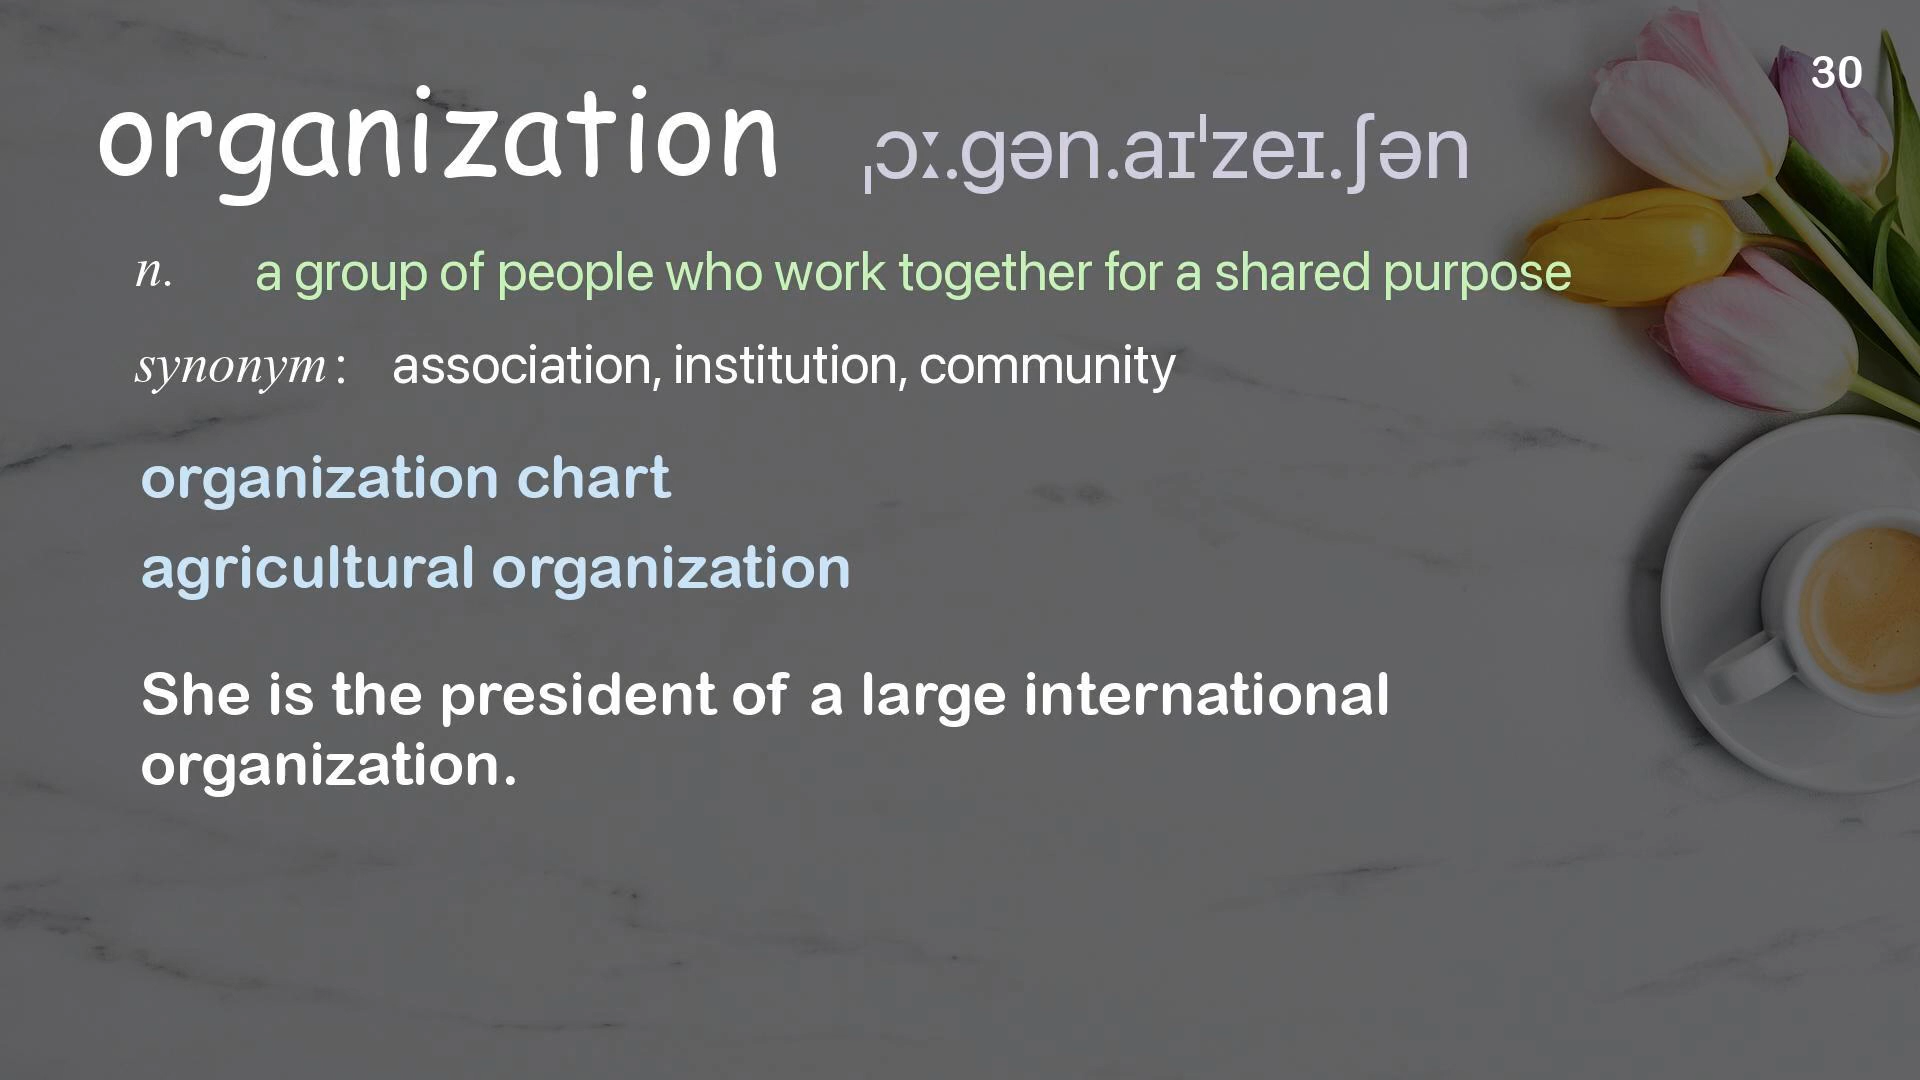 30
organization ˌɔː.gən.aɪˈzeɪ.ʃən
n. a group of people who work together for a shared purpose
synonym: association, institution, community
organization chart
agricultural organization
She is the president of a large international
organization.